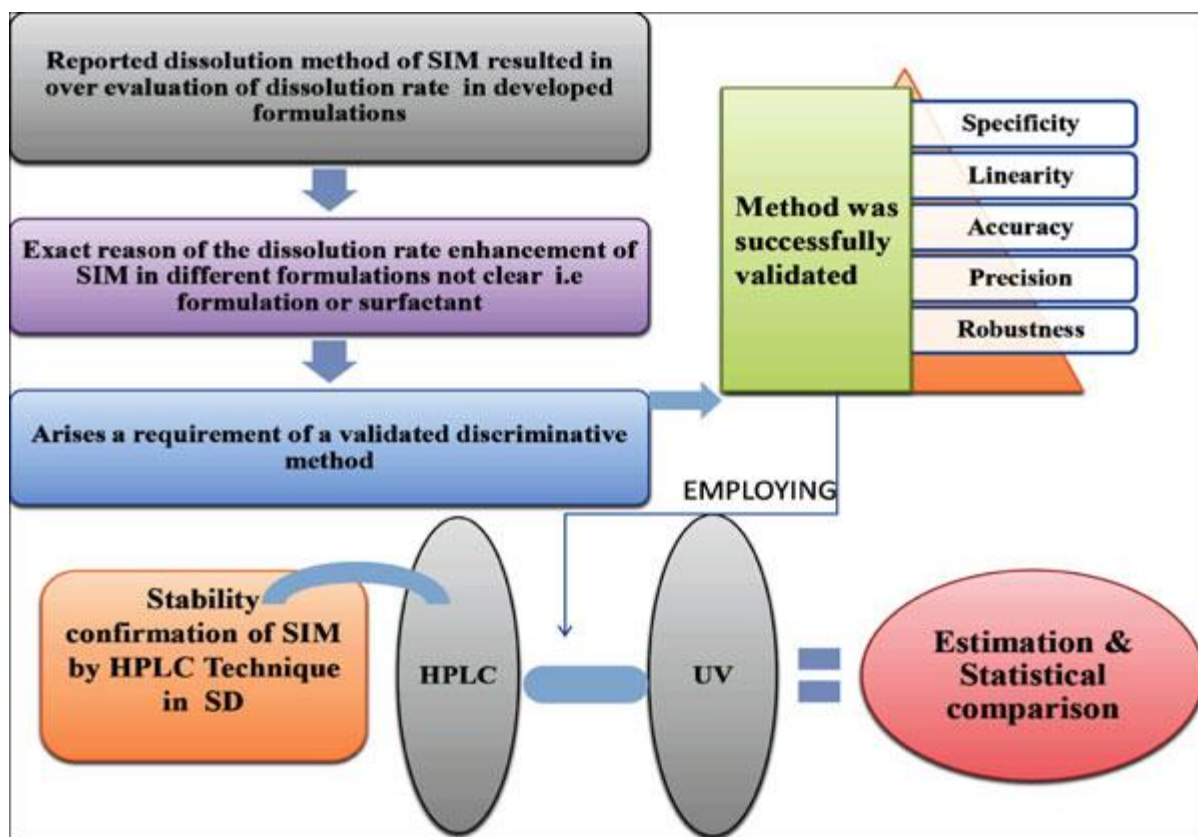 Reported dissolution method of SIM resulted in
over evaluation of dissolution rate in developed
formulations
Exact reason of the dissolution rate enhancement of
SIM in different formulations not clear i.e
formulation or surfactant
Arises a requirement of a validated discriminative
method
Method was
successfully
validated
Specificity
Linearity
Accuracy
Precision
Robustness
EMPLOYING
Stability
confirmation of SIM
by HPLC Technique
in SD
HPLC
UV
Estimation &
Statistical
comparison